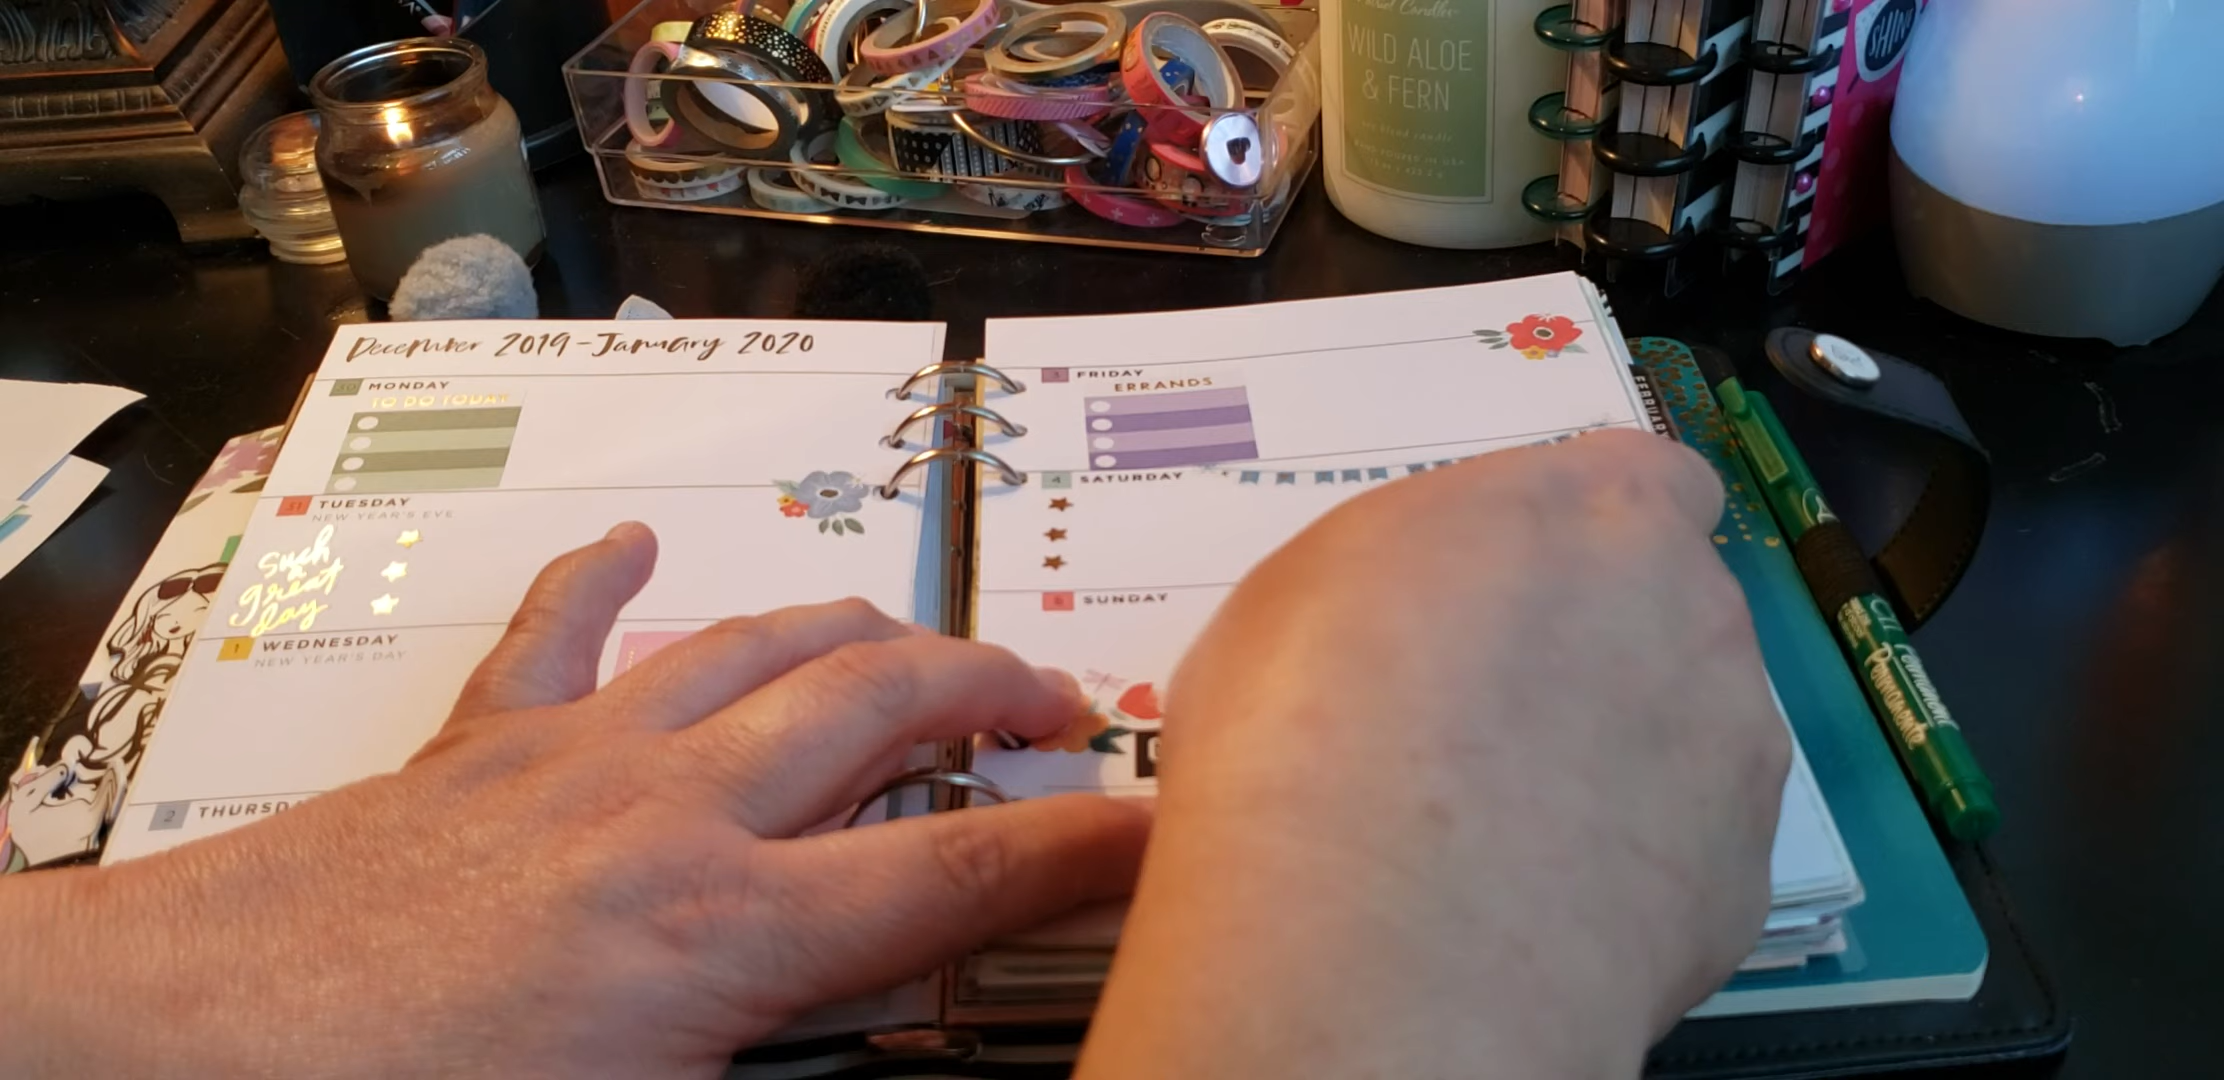 WILD ALOE
& FERN
December 2019-January 2020
30 MONDAY
TO DO TODAY
31 TUESDAY
NEW YEAR'S EVE
such
a
great
day
1 WEDNESDAY
NEW YEAR'S DAY
2
3 FRIDAY
ERRANDS
4 SATURDAY
5 SUNDAY
FEBRUARY
Permanent
Permanente